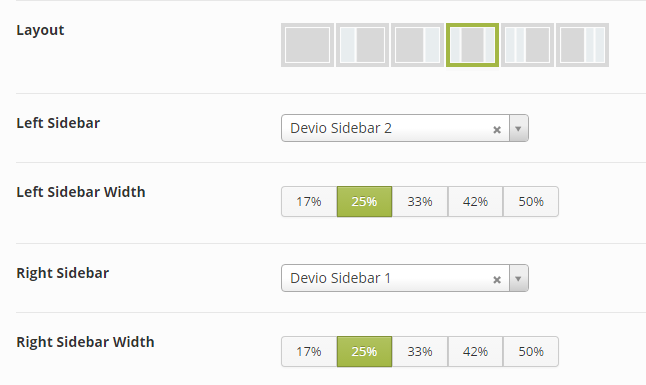 Layout
Left Sidebar
Devio Sidebar 2
Left Sidebar Width
17% 25% 33% 42% 50%
Right Sidebar
Devio Sidebar 1
Right Sidebar Width
17% 25% 33% 42% 50%